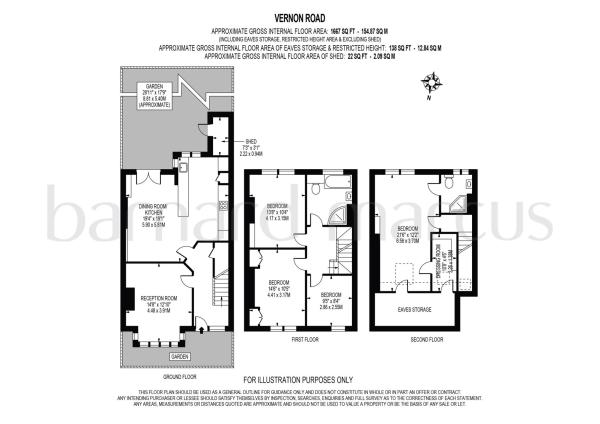 VERNON ROAD
APPROXIMATE GROSS INTERNAL FLOOR AREA: 1667 SQ FT - 154.87 SQ M
(INCLUDING EAVES STORAGE, RESTRICTED HEIGHT AREA & EXCLUDING SHED)
APPROXIMATE GROSS INTERNAL FLOOR AREA OF EAVES STORAGE & RESTRICTED HEIGHT: 138 SQ FT - 12.84 SQ M
APPROXIMATE GROSS INTERNAL FLOOR AREA OF SHED: 22 SQ FT - 2.09 SQ M
GARDEN
28'11" x 17'9"
8.81 x 5.40M
(APPROXIMATE)
N
SHED
7'3" x 3'1"
2.22 x 0.94M
barnard marcus
DINING ROOM
KITCHEN
19'4" x 19'1"
5.90 x 5.81M
BEDROOM
13'8" x 10'4"
4.17 x 3.15M
BEDROOM
21'6" x 12'2"
6.56 x 3.70M
DRESSING ROOM
RECEPTION ROOM
14'8" x 12'10"
4.48 x 3.91M
BEDROOM
14'6" x 10'5"
4.41 x 3.17M
BEDROOM
9'5" x 8'4"
2.86 x 2.55M
EAVES STORAGE
GARDEN
GROUND FLOOR
FIRST FLOOR
SECOND FLOOR
FOR ILLUSTRATION PURPOSES ONLY
THIS FLOOR PLAN SHOULD BE USED AS A GENERAL OUTLINE FOR GUIDANCE ONLY AND DOES NOT CONSTITUTE IN WHOLE OR IN PART AN OFFER OR CONTRACT.
ANY INTENDING PURCHASER OR LESSEE SHOULD SATISFY THEMSELVES BY INSPECTION, SEARCHES, ENQUIRIES AND FULL SURVEY AS TO THE CORRECTNESS OF EACH STATEMENT.
ANY AREAS, MEASUREMENTS OR DISTANCES QUOTED ARE APPROXIMATE AND SHOULD NOT BE USED TO VALUE A PROPERTY OR BE THE BASIS OF ANY SALE OR LET.